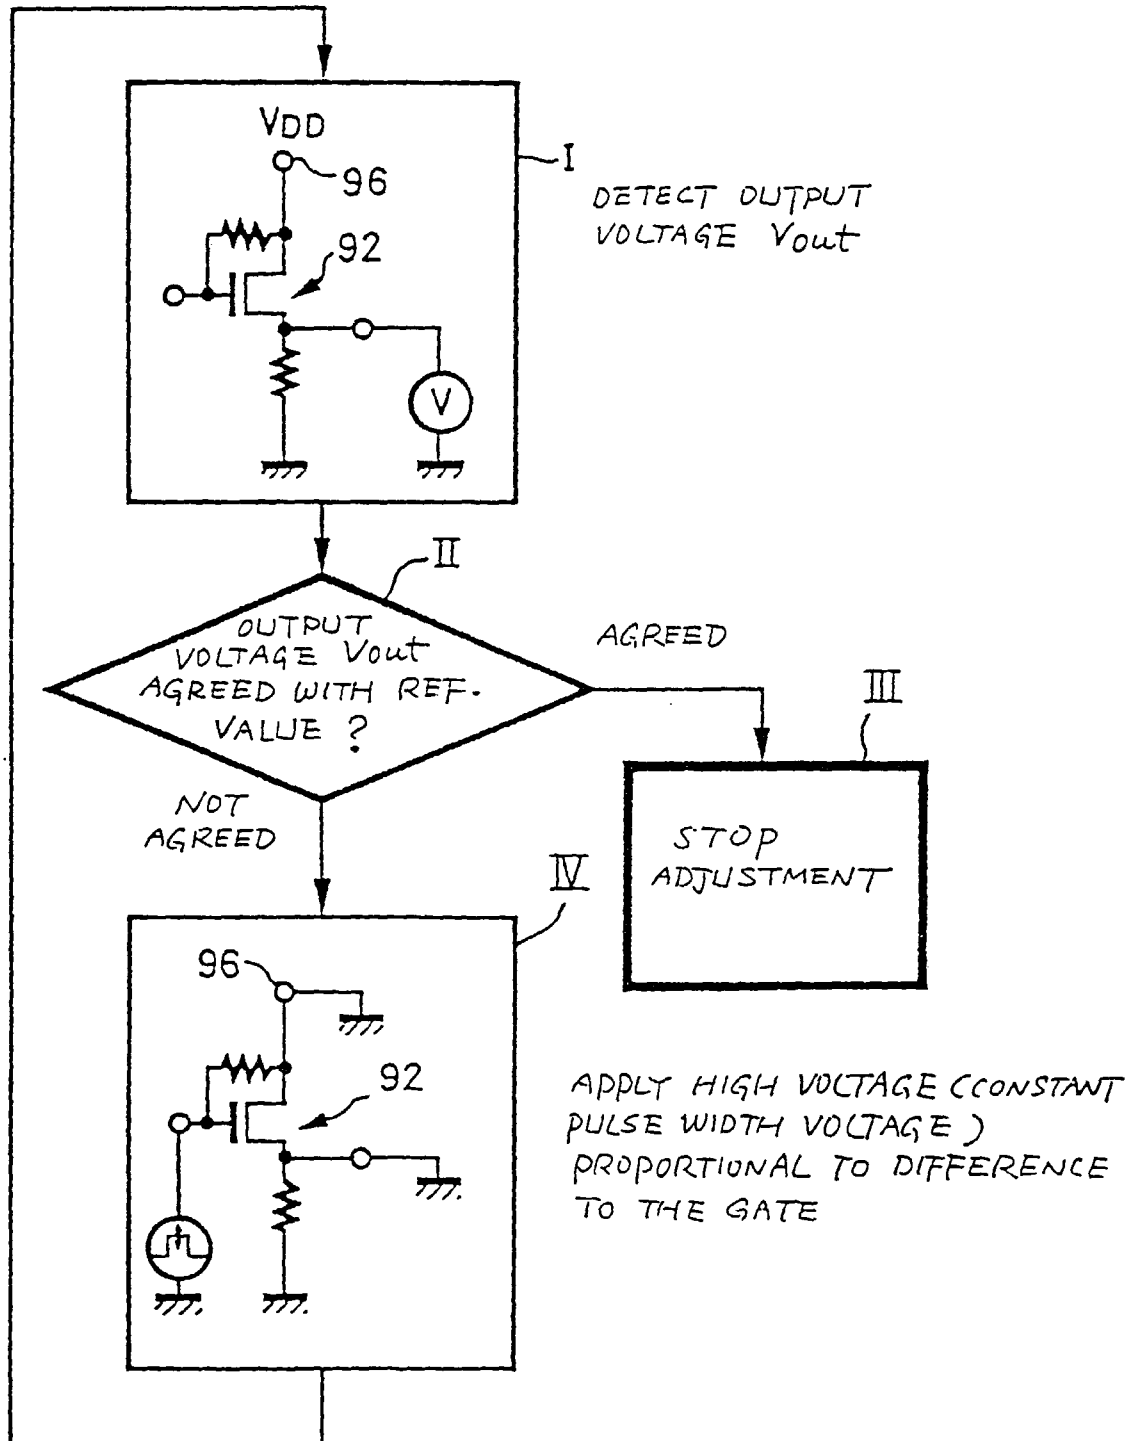 VDD
96
I
DETECT OUTPUT
VOLTAGE Vout
92
V
II
OUTPUT
VOLTAGE Vout
AGREED WITH REF.
VALUE ?
AGREED
III
STOP
ADJUSTMENT
NOT
AGREED
IV
96
92
APPLY HIGH VOLTAGE (CONSTANT
PULSE WIDTH VOLTAGE)
PROPORTIONAL TO DIFFERENCE
TO THE GATE